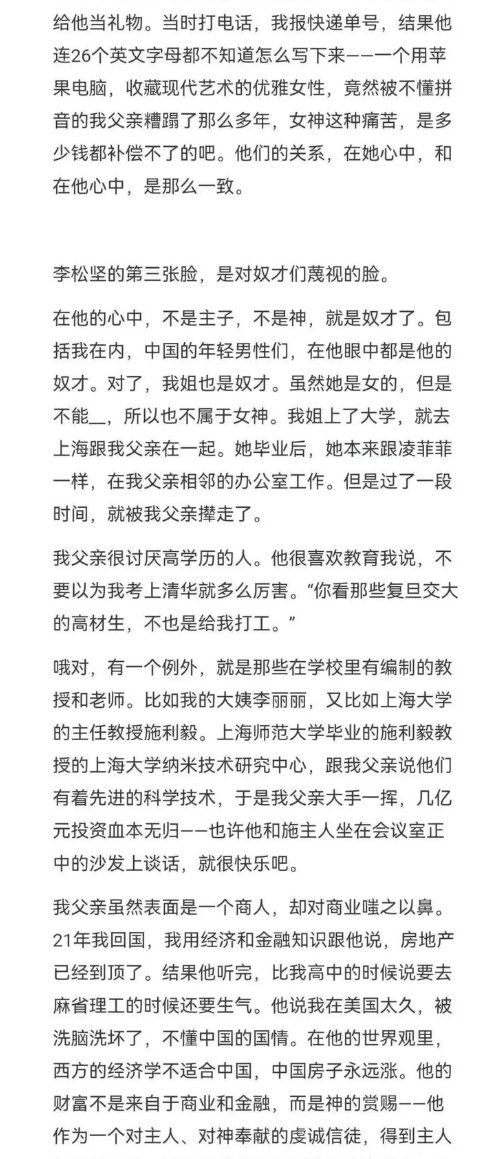 给他当礼物。当时打电话，我报快递单号，结果他
连26个英文字母都不知道怎么写下来——一个用苹
果电脑，收藏现代艺术的优雅女性，竟然被不懂拼
音的我父亲糟蹋了那么多年，女神这种痛苦，是多
少钱都补偿不了的吧。他们的关系，在她心中，和
在他心中，是那么一致。
李松坚的第三张脸，是对奴才们蔑视的脸。
在他的心中，不是主子，不是神，就是奴才了。包
括我在内，中国的年轻男性们，在他眼中都是他的
奴才。对了，我姐也是奴才。虽然她是女的，但是
不能__，所以也不属于女神。我姐上了大学，就去
上海跟我父亲在一起。她毕业后，她本来跟凌菲菲
一样，在我父亲相邻的办公室工作。但是过了一段
时间，就被我父亲撵走了。
我父亲很讨厌高学历的人。他很喜欢教育我说，不
要以为我考上清华就多么厉害。“你看那些复旦交大
的高材生，不也是给我打工。”
哦对，有一个例外，就是那些在学校里有编制的教
授和老师。比如我的大姨李丽丽，又比如上海大学
的主任教授施利毅。上海师范大学毕业的施利毅教
授的上海大学纳米技术研究中心，跟我父亲说他们
有着先进的科学技术，于是我父亲大手一挥，几亿
元投资血本无归——也许他和施主人坐在会议室正
中的沙发上谈话，就很快乐吧。
我父亲虽然表面是一个商人，却对商业嗤之以鼻。
21年我回国，我用经济和金融知识跟他说，房地产
已经到顶了。结果他听完，比我高中的时候说要去
麻省理工的时候还要生气。他说我在美国太久，被
洗脑洗坏了，不懂中国的国情。在他的世界观里，
西方的经济学不适合中国，中国房子永远涨。他的
财富不是来自于商业和金融，而是神的赏赐——他
作为一个对主人、对神奉献的虔诚信徒，得到主人